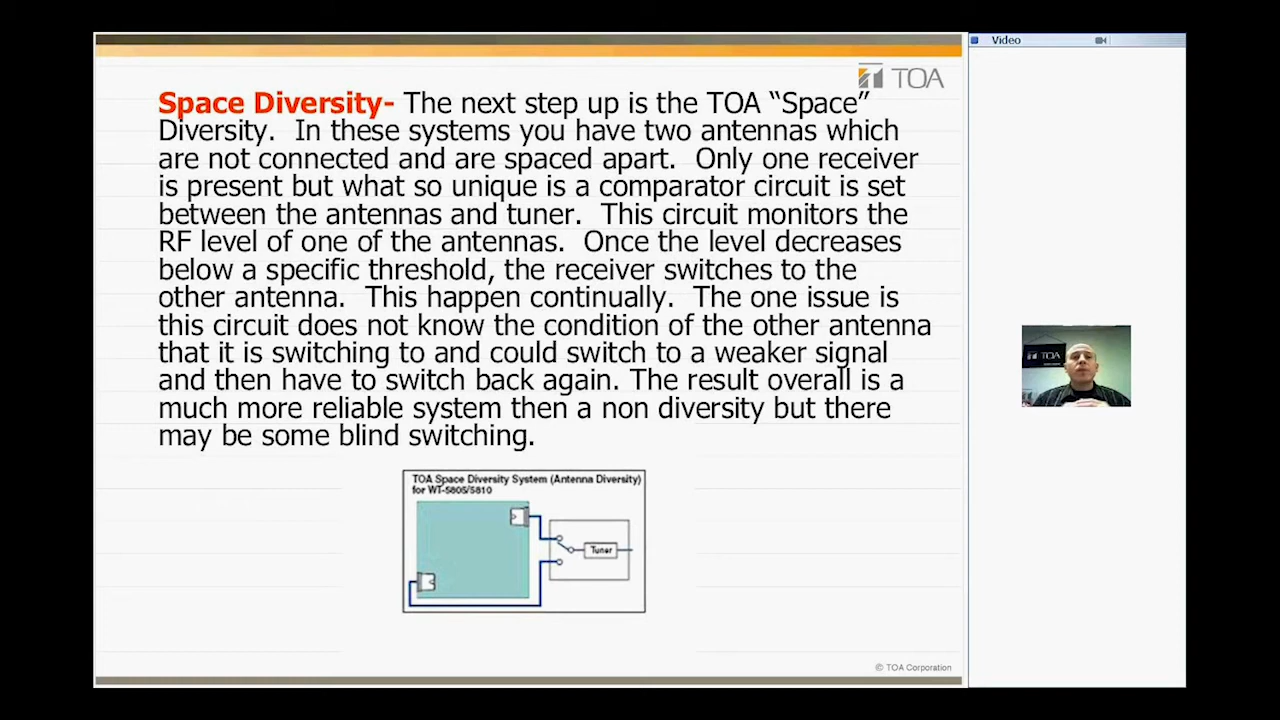 Video
TOA
Space Diversity- The next step up is the TOA “Space”
Diversity. In these systems you have two antennas which
are not connected and are spaced apart. Only one receiver
is present but what so unique is a comparator circuit is set
between the antennas and tuner. This circuit monitors the
RF level of one of the antennas. Once the level decreases
below a specific threshold, the receiver switches to the
other antenna. This happen continually. The one issue is
this circuit does not know the condition of the other antenna
that it is switching to and could switch to a weaker signal
and then have to switch back again. The result overall is a
much more reliable system then a non diversity but there
may be some blind switching.
TOA
TOA Space Diversity System (Antenna Diversity)
for WT-5805/5810
Tuner
© TOA Corporation